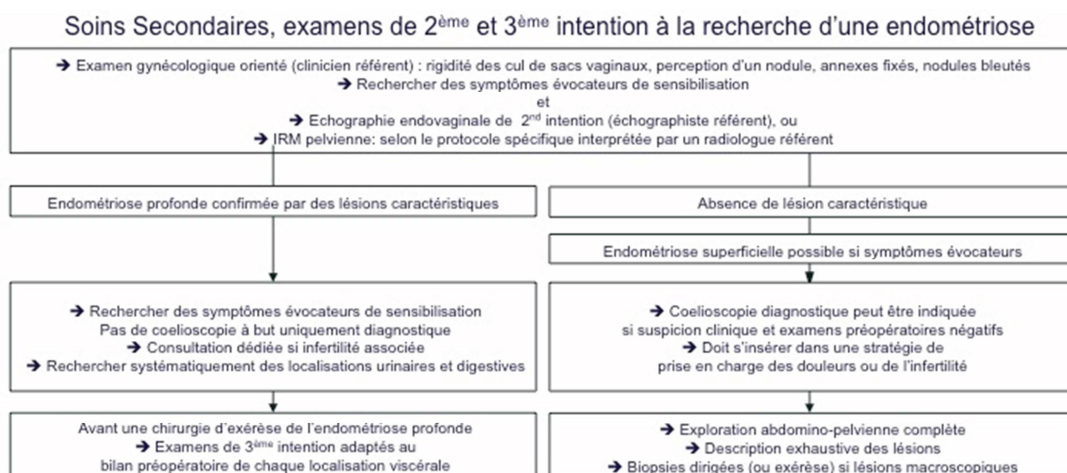 Soins Secondaires, examens de 2ème et 3ème intention à la recherche d'une endométriose
➔ Examen gynécologique orienté (clinicien référent) : rigidité des cul de sacs vaginaux, perception d'un nodule, annexes fixés, nodules bleutés
➔ Rechercher des symptômes évocateurs de sensibilisation
et
➔ Echographie endovaginale de 2nd intention (échographiste référent), ou
➔ IRM pelvienne: selon le protocole spécifique interprétée par un radiologue référent
Endométriose profonde confirmée par des lésions caractéristiques
Absence de lésion caractéristique
Endométriose superficielle possible si symptômes évocateurs
➔ Rechercher des symptômes évocateurs de sensibilisation
Pas de coelioscopie à but uniquement diagnostique
➔ Consultation dédiée si infertilité associée
➔ Rechercher systématiquement des localisations urinaires et digestives
➔ Coelioscopie diagnostique peut être indiquée
si suspicion clinique et examens préopératoires négatifs
➔ Doit s'insérer dans une stratégie de
prise en charge des douleurs ou de l'infertilité
Avant une chirurgie d'exérèse de l'endométriose profonde
➔ Examens de 3ème intention adaptés au
bilan préopératoire de chaque localisation viscérale
➔ Exploration abdomino-pelvienne complète
➔ Description exhaustive des lésions
➔ Biopsies dirigées (ou exérèse) si lésions macroscopiques